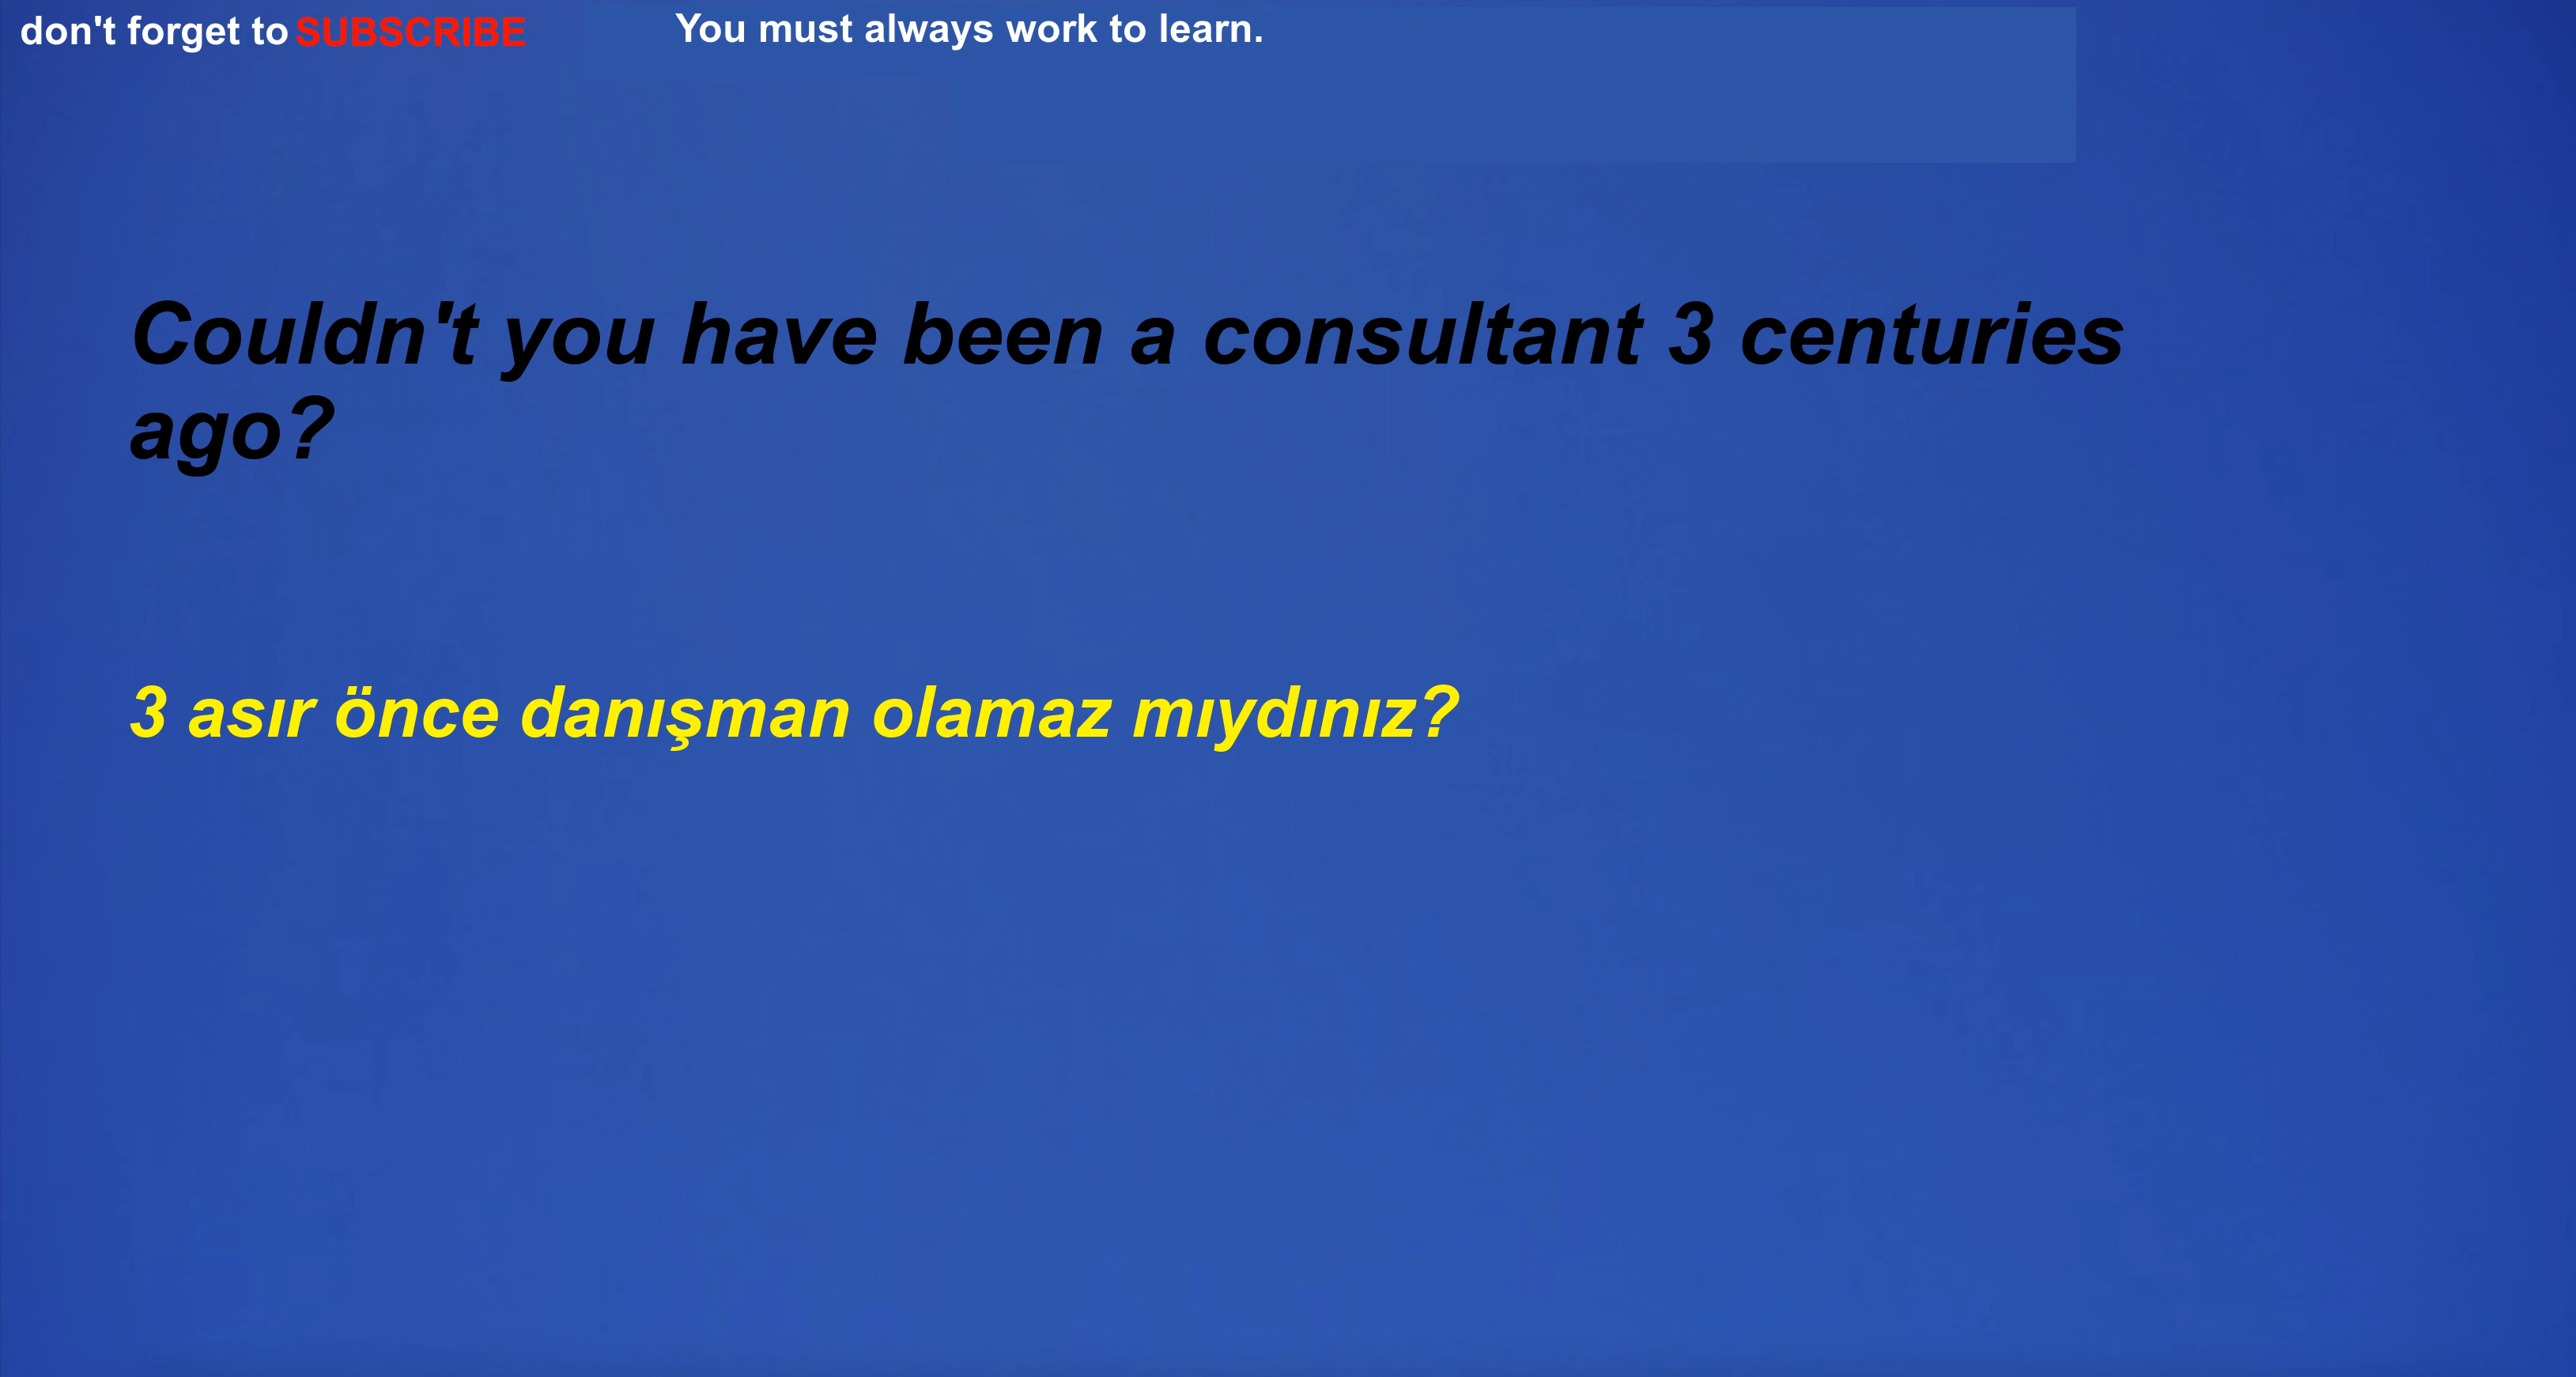 don't forget to SUBSCRIBE
You must always work to learn.
Couldn't you have been a consultant 3 centuries
ago?
3 asır önce danışman olamaz mıydınız?